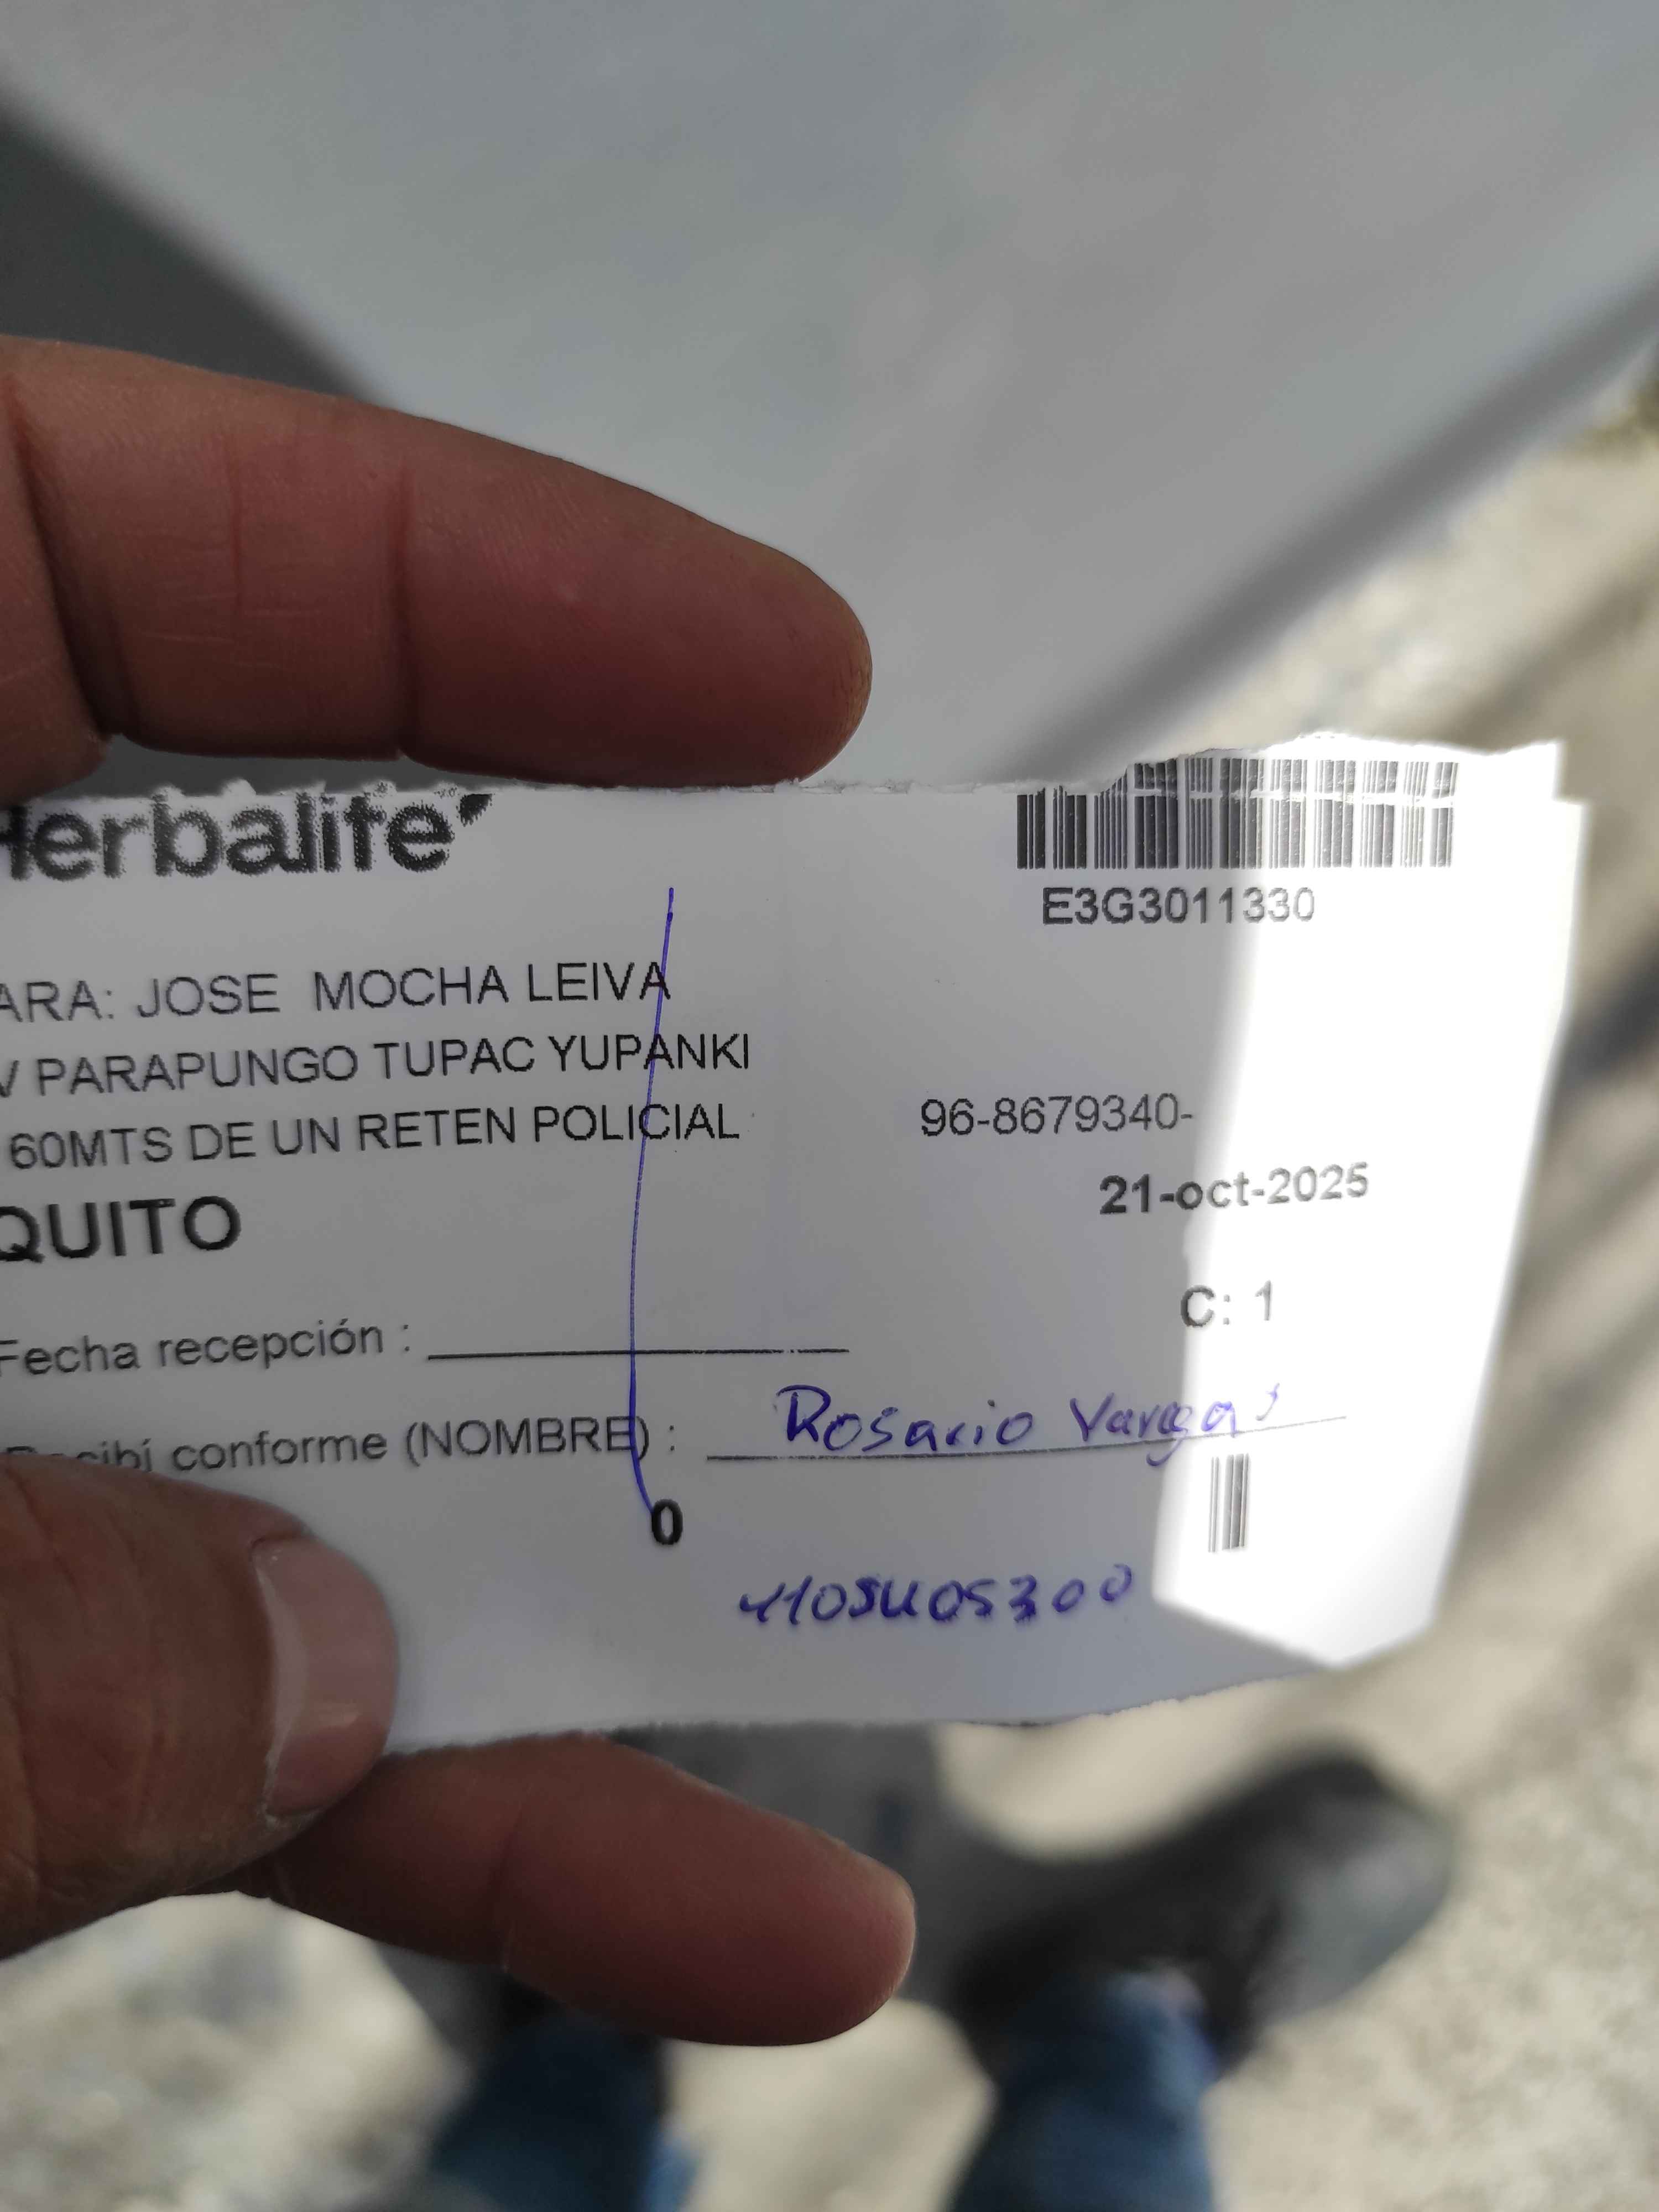 Herbalife
E3G3011330
ARA: JOSE MOCHA LEIVA
V PARAPUNGO TUPAC YUPANKI
60MTS DE UN RETEN POLICIAL
96-8679340-
21-oct-2025
QUITO
C: 1
Fecha recepción :
Recibí conforme (NOMBRE) : Rosario Vargas
0